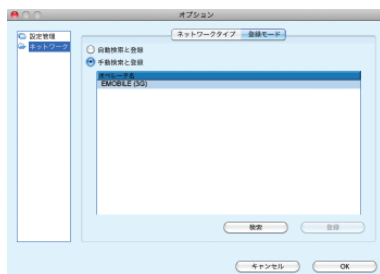 オプション
設定管理
ネットワーク
ネットワークタイプ 登録モード
自動検索と登録
手動検索と登録
オペレータ名
EMOBILE (3G)
検索 登録
キャンセル OK